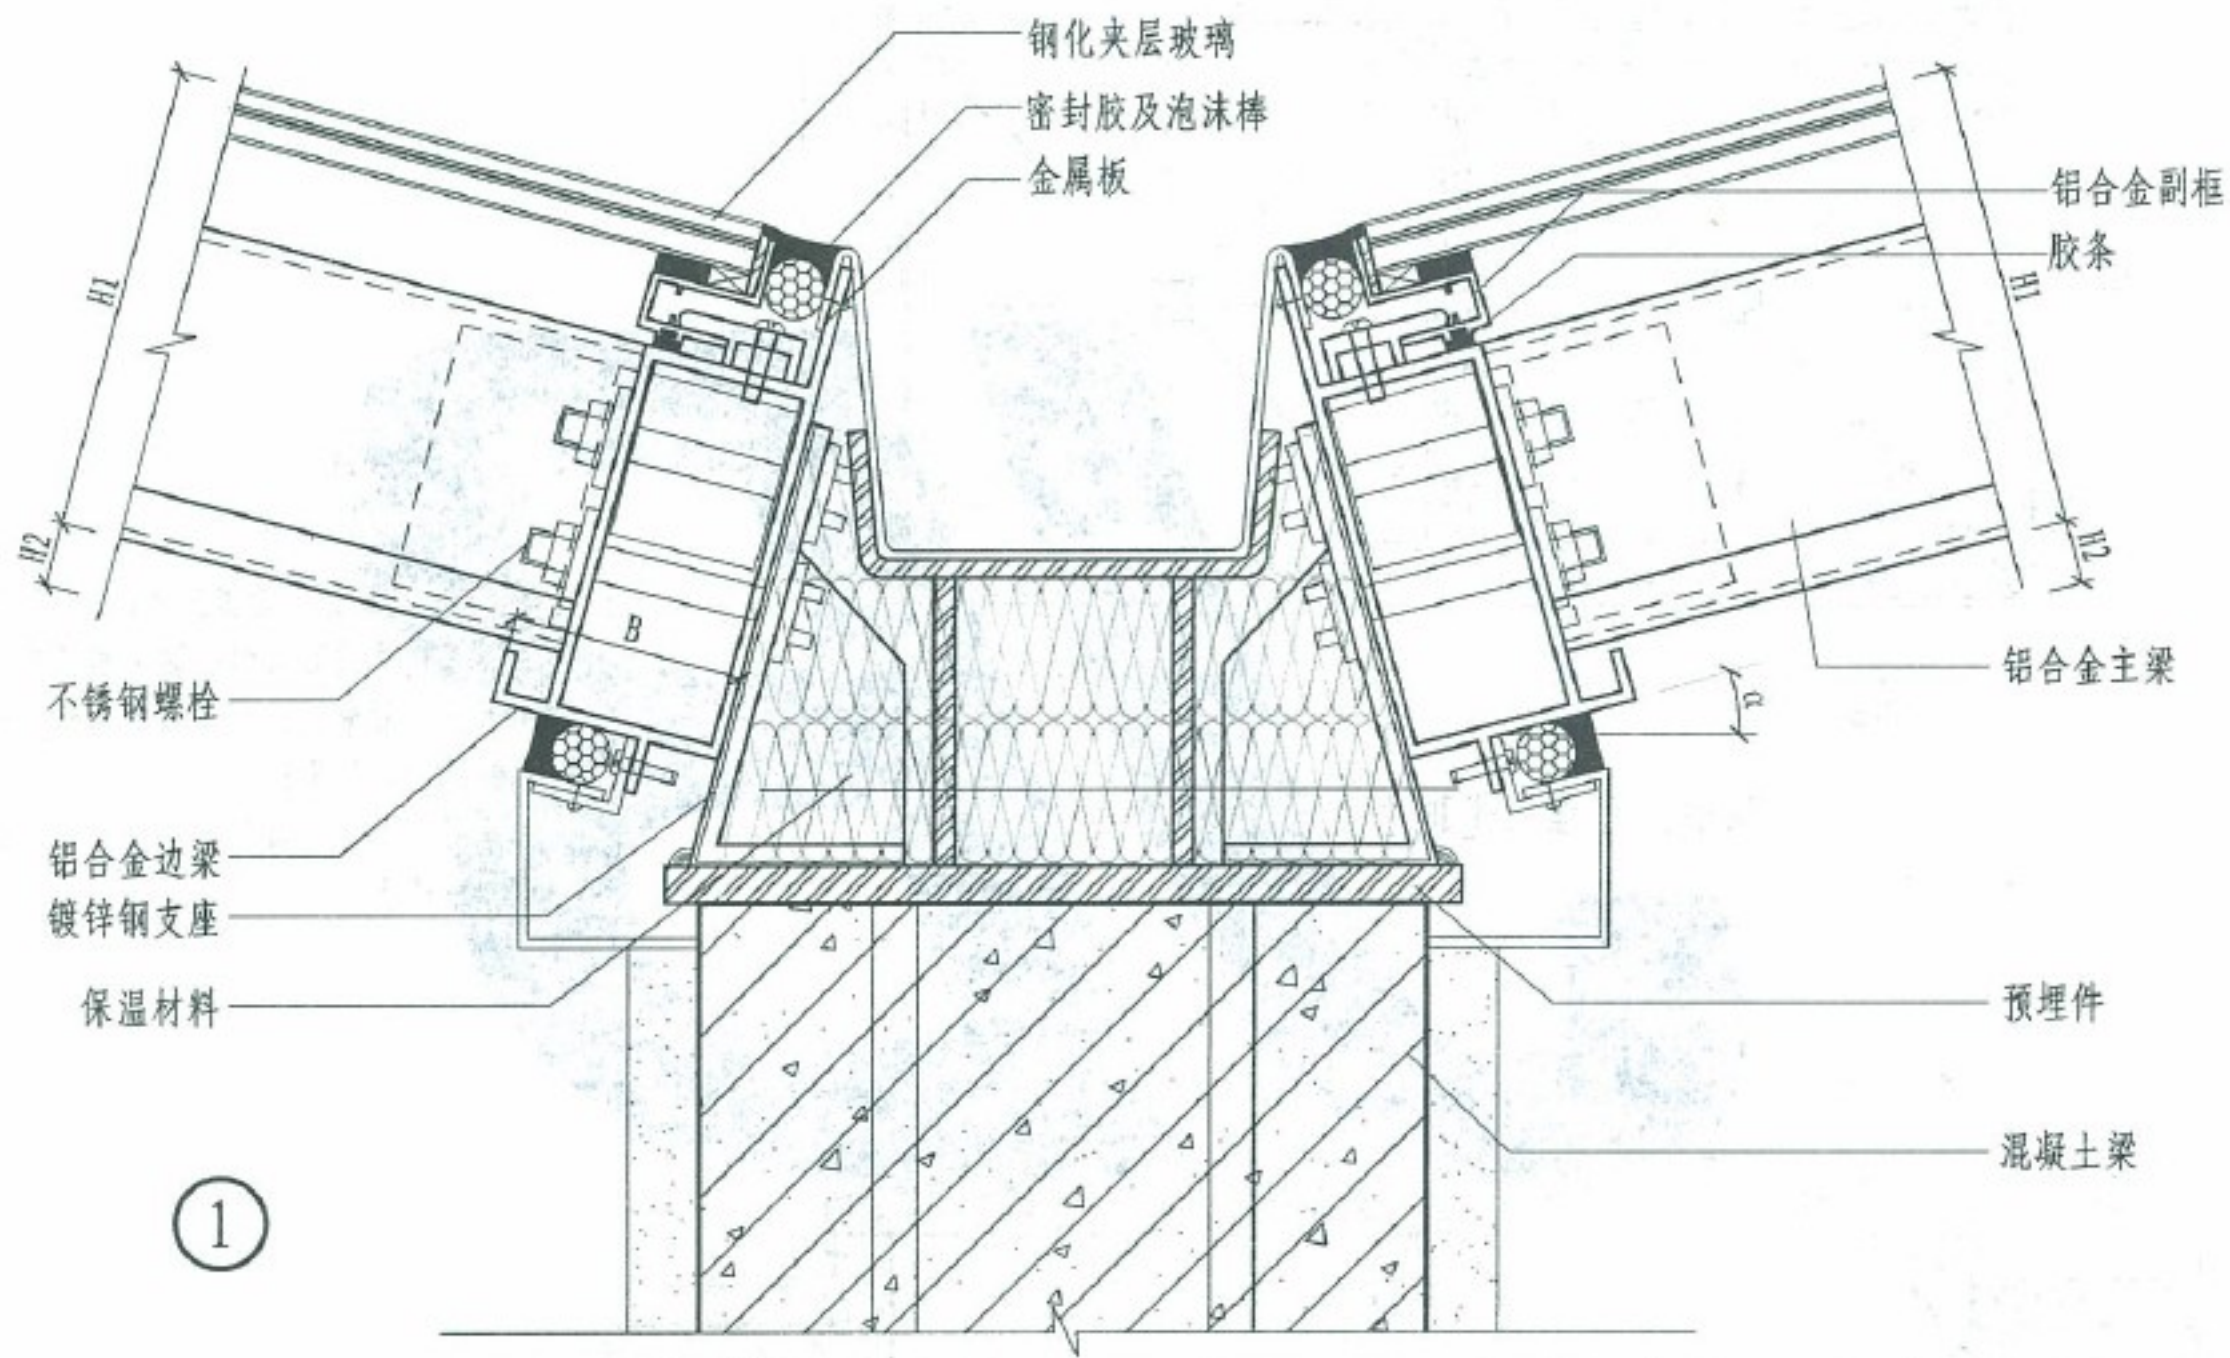 钢化夹层玻璃
密封胶及泡沫棒
金属板
铝合金副框
胶条
H1
H2
B
不锈钢螺栓
铝合金边梁
镀锌钢支座
保温材料
H1
H2
铝合金主梁
α
预埋件
混凝土梁
1